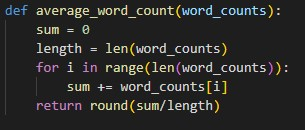 def average_word_count(word_counts):
    sum = 0
    length = len(word_counts)
    for i in range(len(word_counts)):
        sum += word_counts[i]
    return round(sum/length)